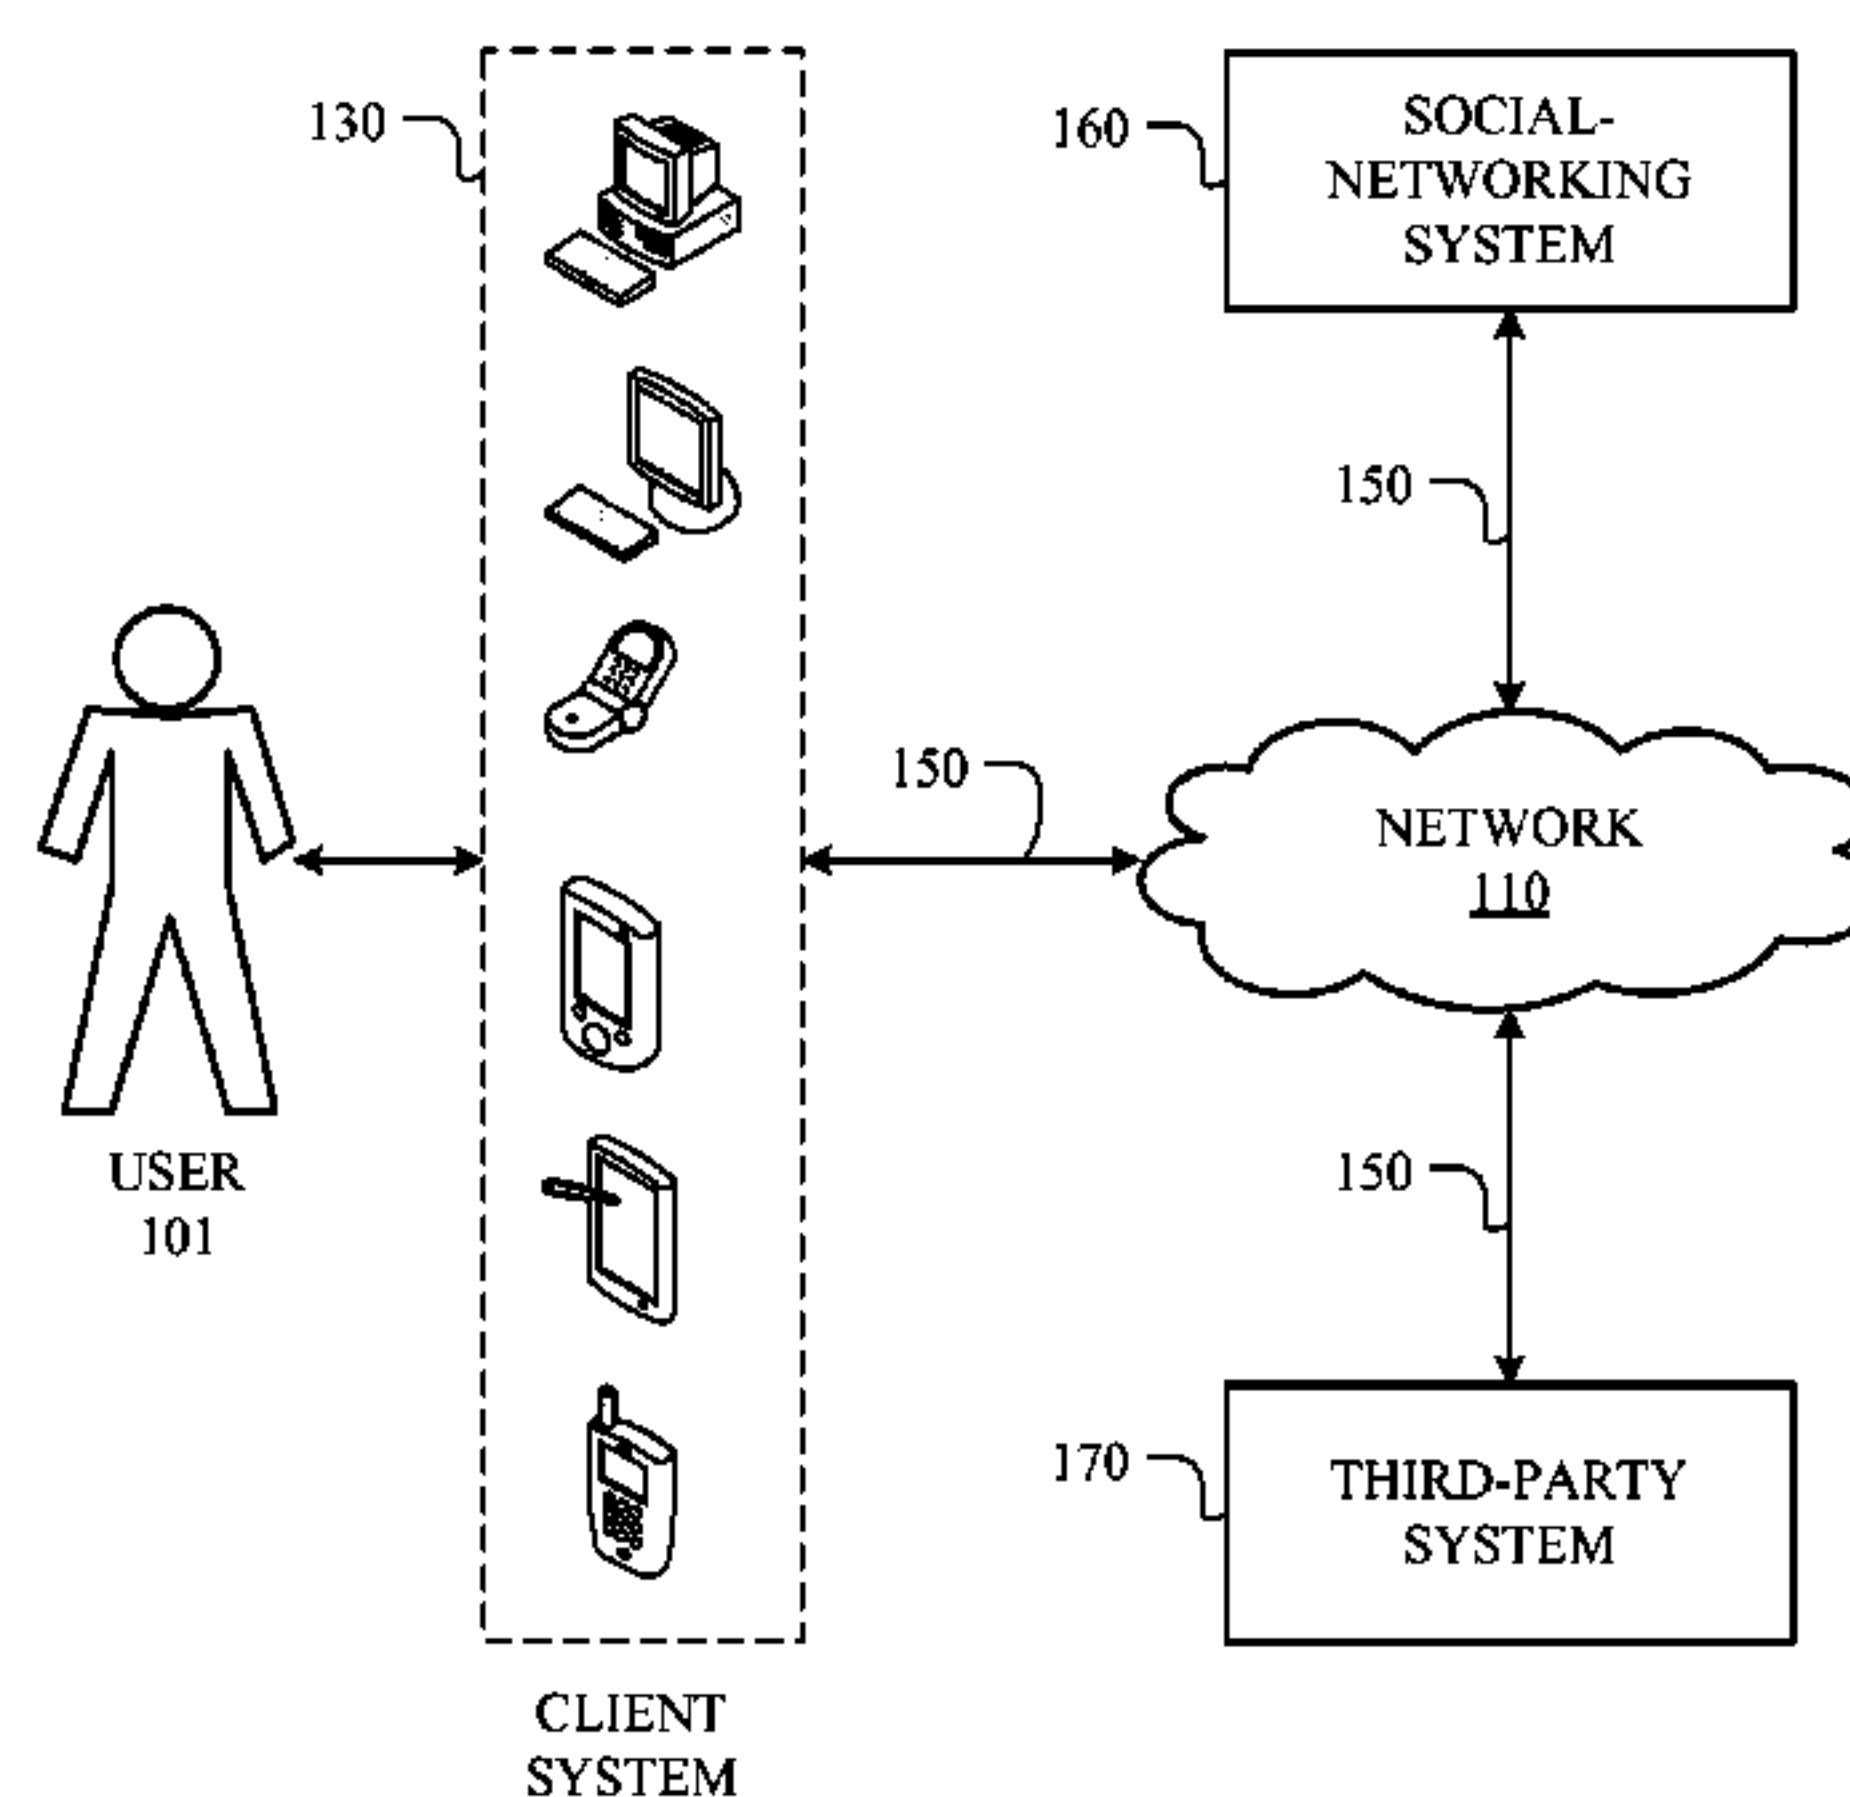 130
160
SOCIAL-
NETWORKING
SYSTEM
150
150
NETWORK
110
USER
101
150
170
THIRD-PARTY
SYSTEM
CLIENT
SYSTEM